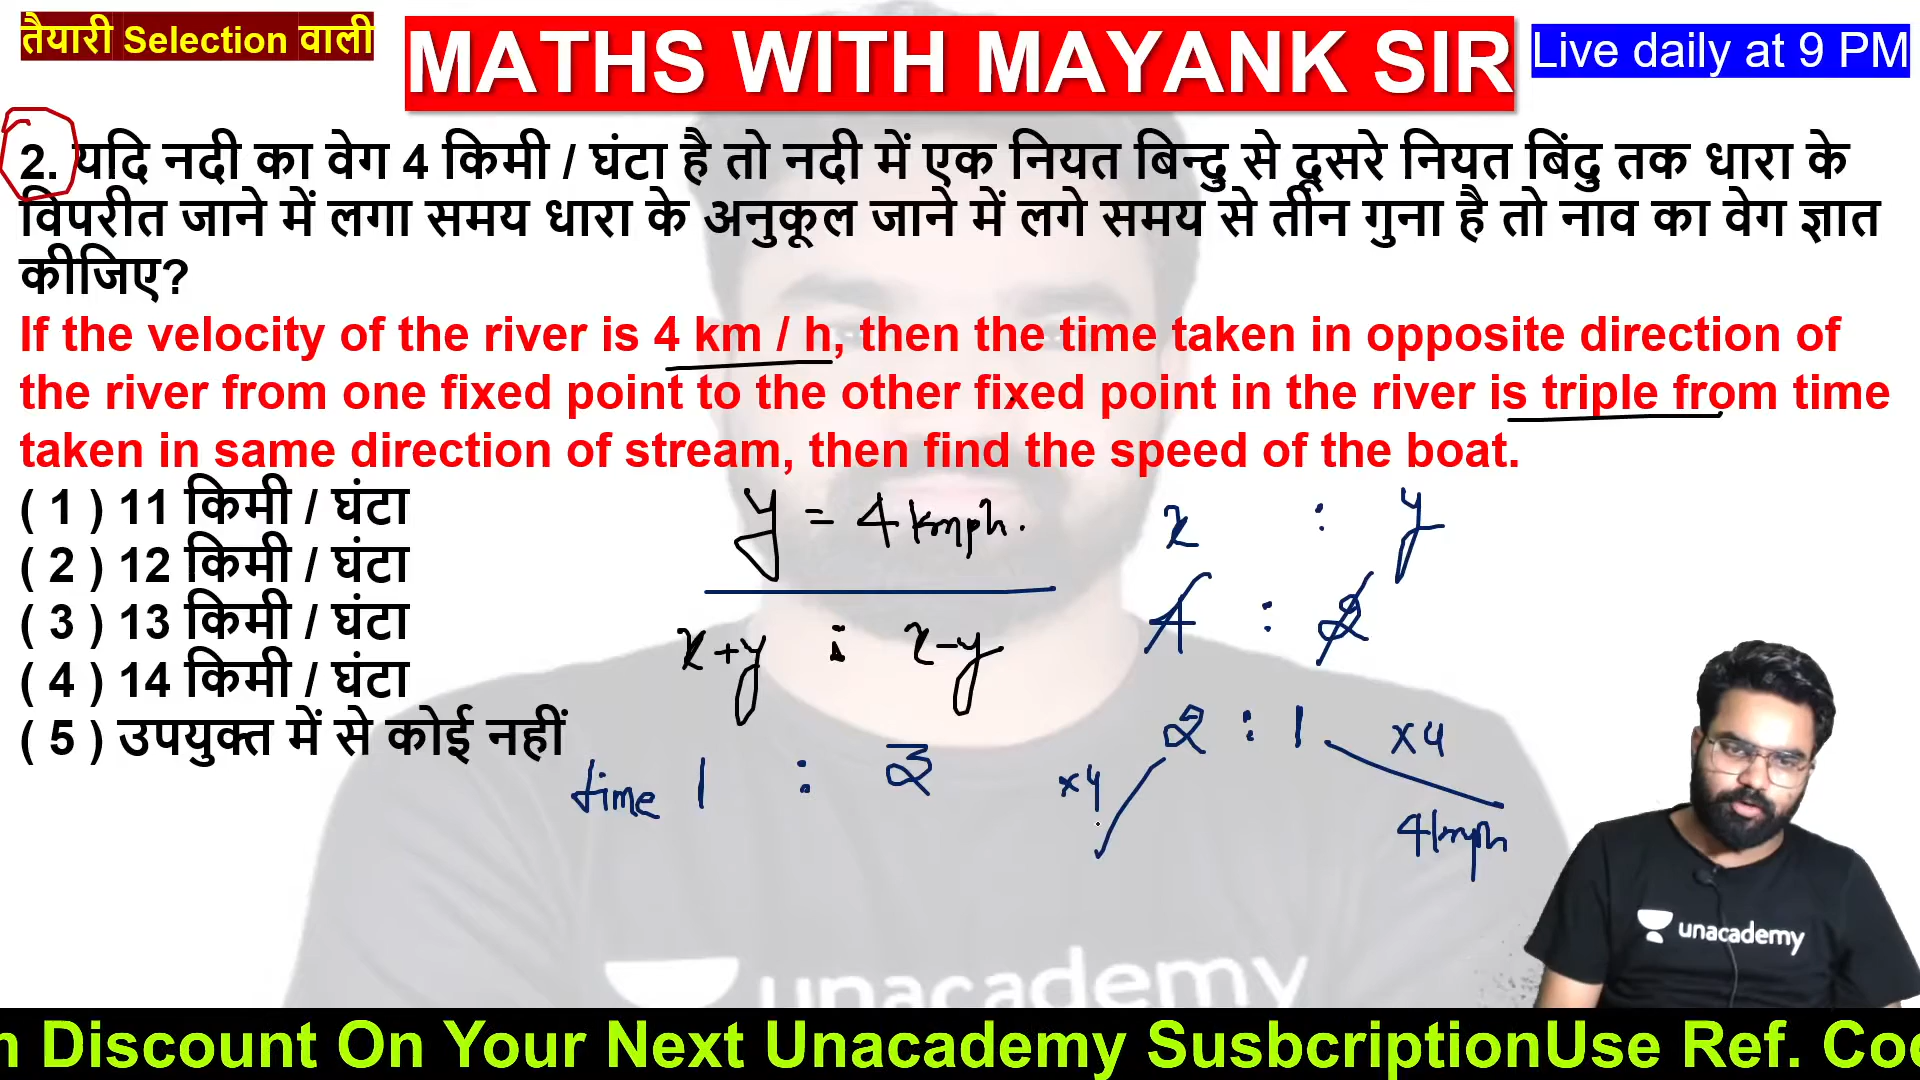 तैयारी Selection वाली
MATHS WITH MAYANK SIR
Live daily at 9 PM
2. यदि नदी का वेग 4 किमी / घंटा है तो नदी में एक नियत बिन्दु से दूसरे नियत बिंदु तक धारा के
विपरीत जाने में लगा समय धारा के अनुकूल जाने में लगे समय से तीन गुना है तो नाव का वेग ज्ञात
कीजिए?
If the velocity of the river is 4 km / h, then the time taken in opposite direction of
the river from one fixed point to the other fixed point in the river is triple from time
taken in same direction of stream, then find the speed of the boat.
( 1 ) 11 किमी / घंटा
( 2 ) 12 किमी / घंटा
( 3 ) 13 किमी / घंटा
( 4 ) 14 किमी / घंटा
( 5 ) उपयुक्त में से कोई नहीं
y = 4 kmph.
x+y : x-y
time 1 : 3
x : y
4 : 2
2 : 1
x4
x4
4kmph
unacademy
unacademy
n Discount On Your Next Unacademy SusbcriptionUse Ref. Co